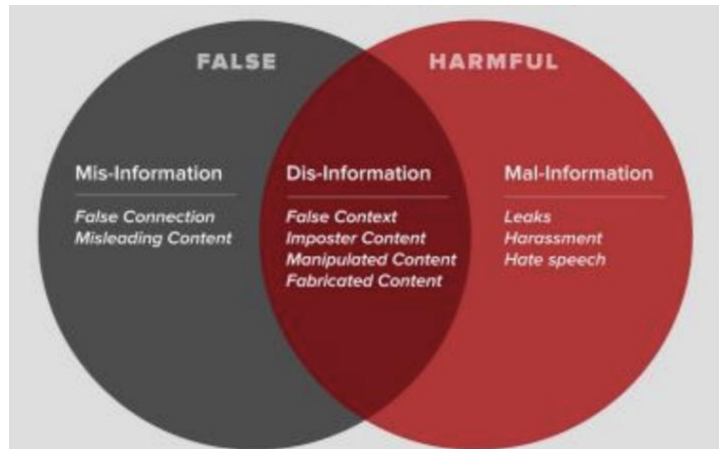 FALSE
HARMFUL
Mis-Information
False Connection
Misleading Content
Dis-Information
False Context
Imposter Content
Manipulated Content
Fabricated Content
Mal-Information
Leaks
Harassment
Hate speech